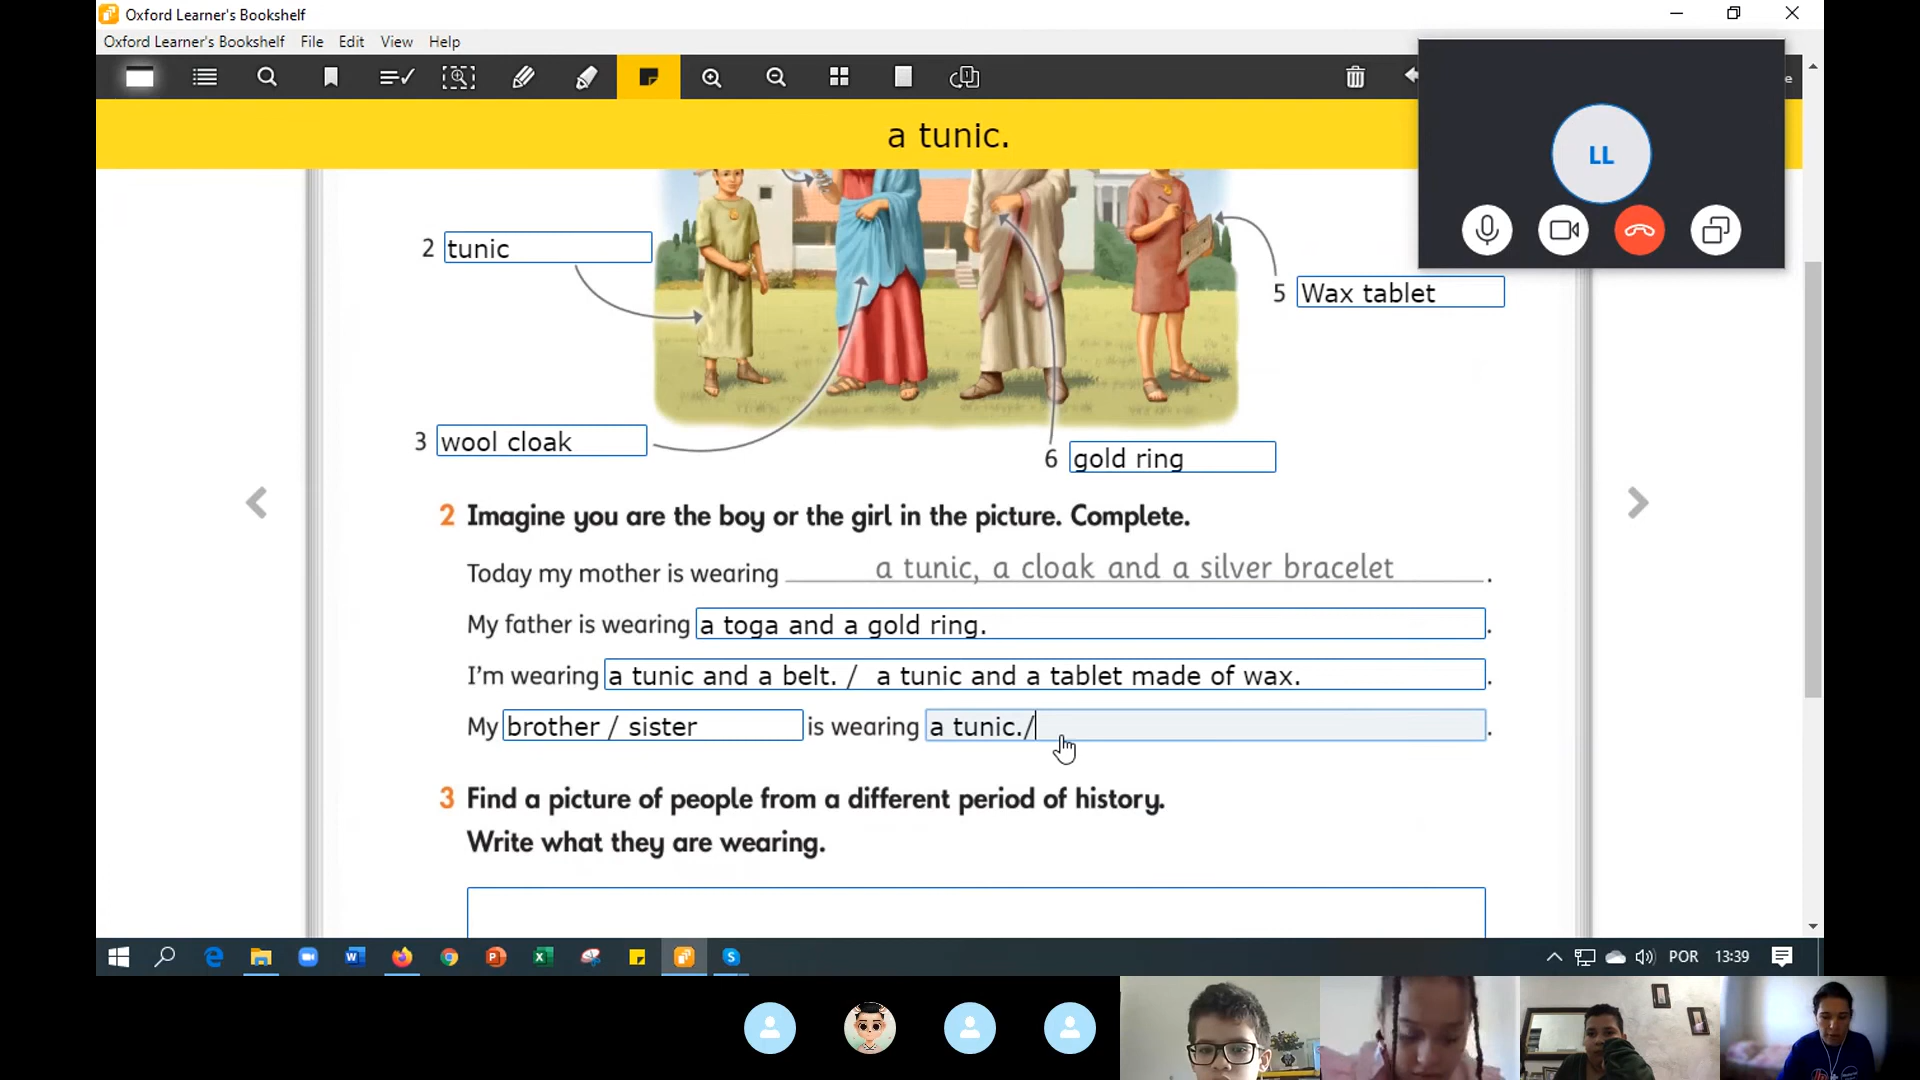 Oxford Learner's Bookshelf
Oxford Learner's Bookshelf File Edit View Help
e
a tunic.
LL
2 tunic
5 Wax tablet
3 wool cloak
6 gold ring
2 Imagine you are the boy or the girl in the picture. Complete.
Today my mother is wearing a tunic, a cloak and a silver bracelet .
My father is wearing a toga and a gold ring. .
I'm wearing a tunic and a belt. / a tunic and a tablet made of wax. .
My brother / sister is wearing a tunic./ .
3 Find a picture of people from a different period of history.
Write what they are wearing.
POR 13:39